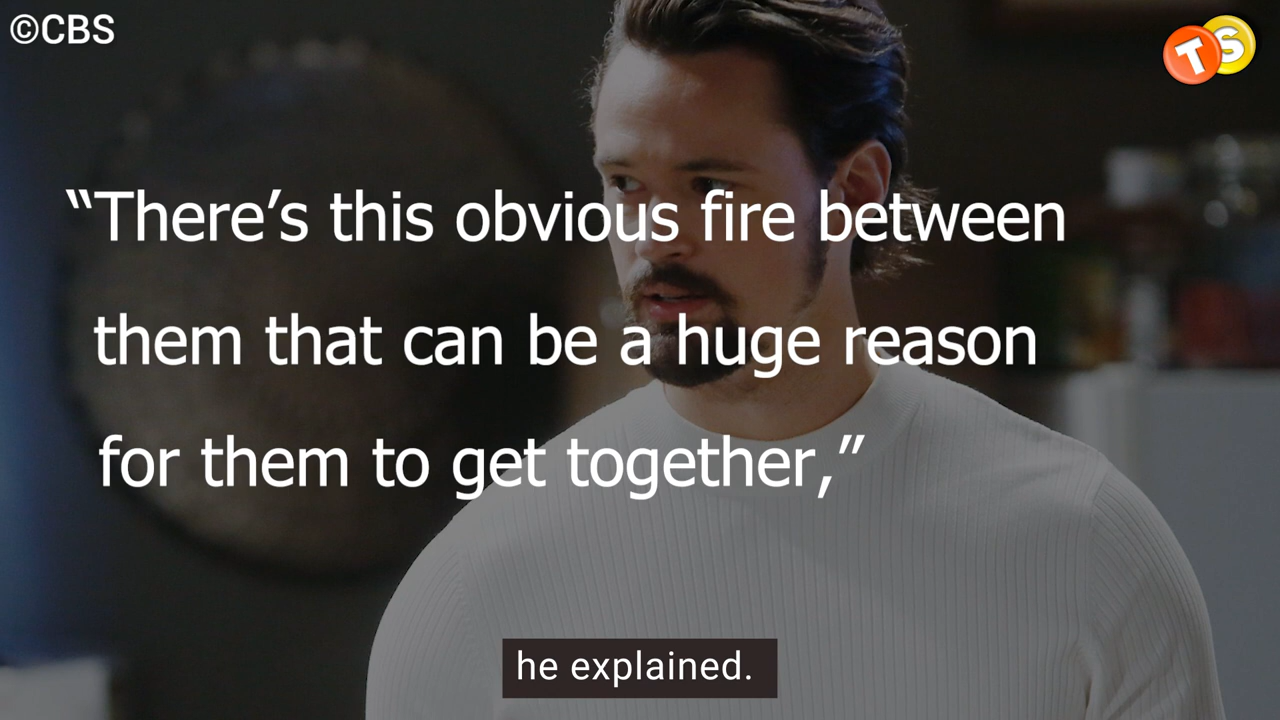 ©CBS
TS
“There’s this obvious fire between
them that can be a huge reason
for them to get together,”
he explained.